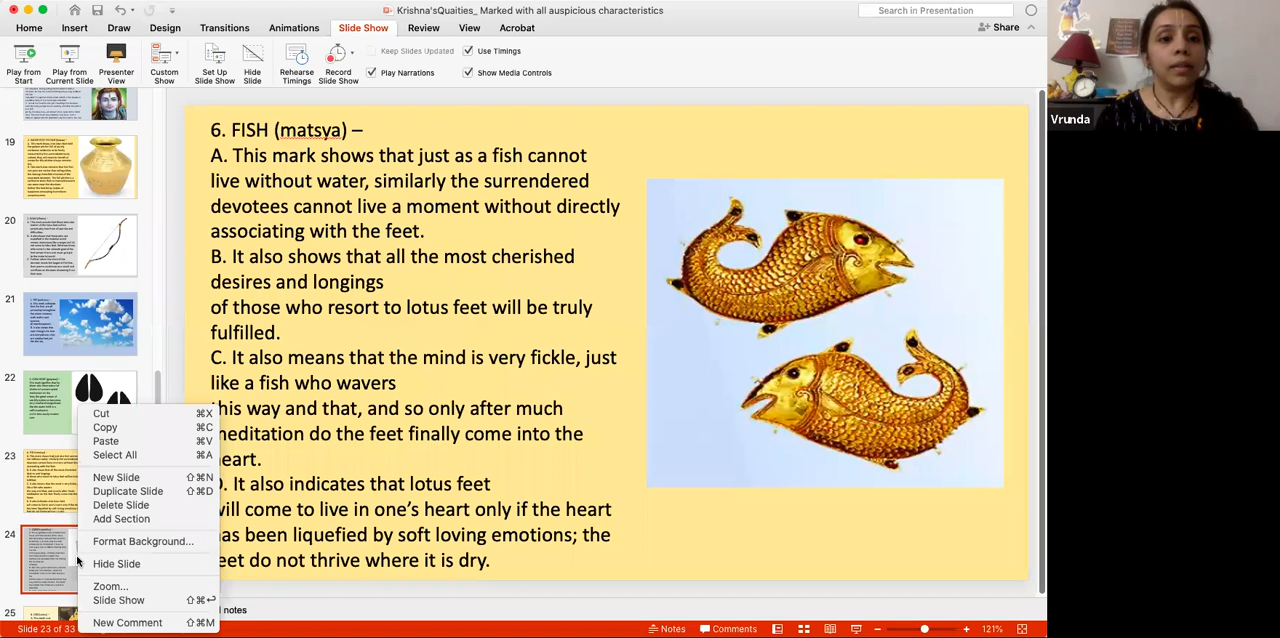 Krishna'sQuaities_ Marked with all auspicious characteristics
Search in Presentation
Home
Insert
Draw
Design
Transitions
Animations
Slide Show
Review
View
Acrobat
Share
Play from
Start
Play from
Current Slide
Presenter
View
Custom
Show
Set Up
Slide Show
Hide
Slide
Rehearse
Timings
Record
Slide Show
Keep Slides Updated
Use Timings
Play Narrations
Show Media Controls
Vrunda
19
20
21
22
23
24
25
6. FISH (matsya) –
A. This mark shows that just as a fish cannot
live without water, similarly the surrendered
devotees cannot live a moment without directly
associating with the feet.
B. It also shows that all the most cherished
desires and longings
of those who resort to lotus feet will be truly
fulfilled.
C. It also means that the mind is very fickle, just
like a fish who wavers
this way and that, and so only after much
meditation do the feet finally come into the
heart.
D. It also indicates that lotus feet
will come to live in one's heart only if the heart
has been liquefied by soft loving emotions; the
feet do not thrive where it is dry.
Cut ⌘X
Copy ⌘C
Paste ⌘V
Select All ⌘A
New Slide ⇧⌘N
Duplicate Slide ⇧⌘D
Delete Slide
Add Section
Format Background...
Hide Slide
Zoom...
Slide Show ⇧⌘↩
New Comment ⇧⌘M
notes
Slide 23 of 33
Notes
Comments
121%